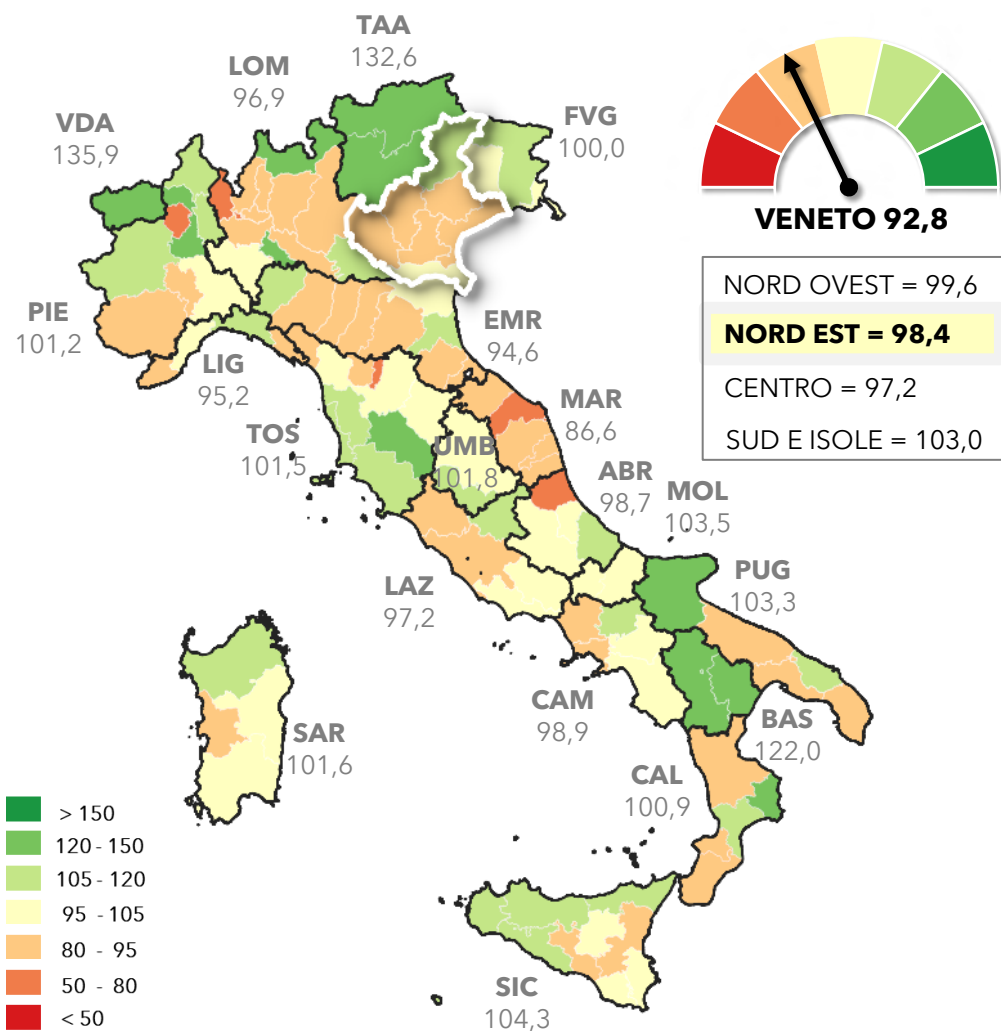 TAA
132,6
LOM
96,9
VDA
135,9
FVG
100,0
VENETO 92,8
NORD OVEST = 99,6
NORD EST = 98,4
CENTRO = 97,2
SUD E ISOLE = 103,0
PIE
101,2
LIG
95,2
EMR
94,6
TOS
101,5
UMB
101,8
MAR
86,6
ABR
98,7
MOL
103,5
LAZ
97,2
PUG
103,3
CAM
98,9
BAS
122,0
SAR
101,6
CAL
100,9
SIC
104,3
> 150
120 - 150
105 - 120
95 - 105
80 - 95
50 - 80
< 50